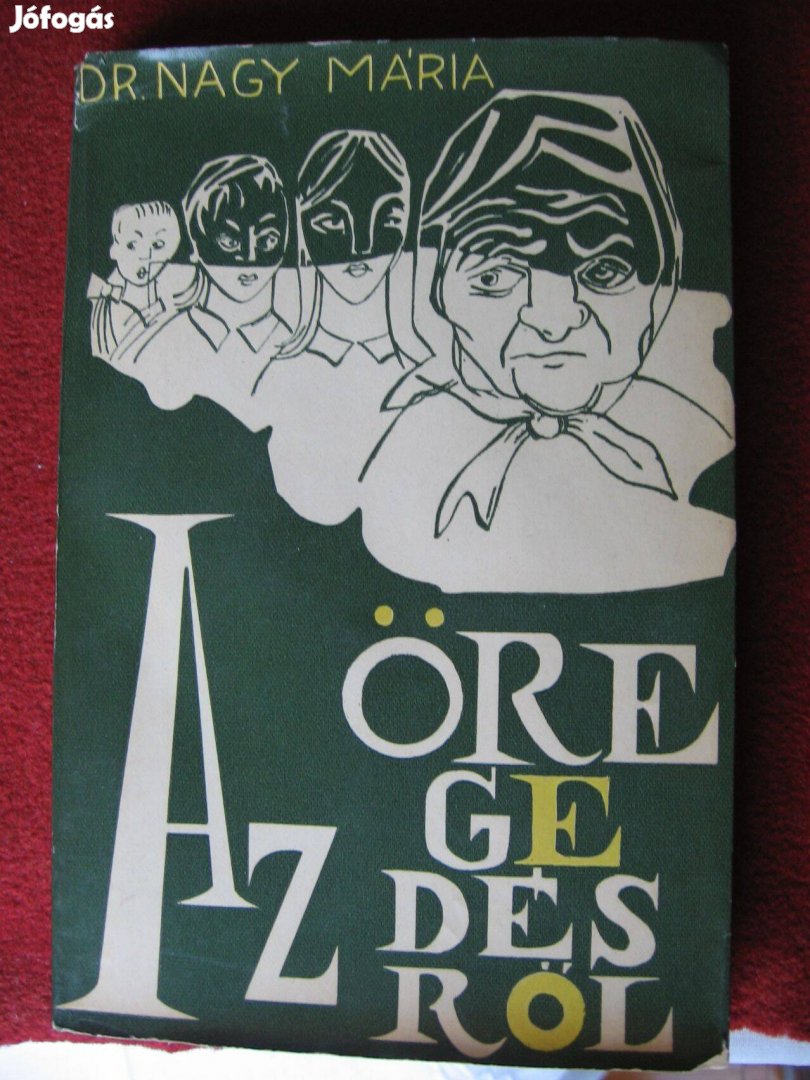 Jófogás
DR. NAGY MÁRIA
AZ
ÖRE
GE
DÉS
RŐL